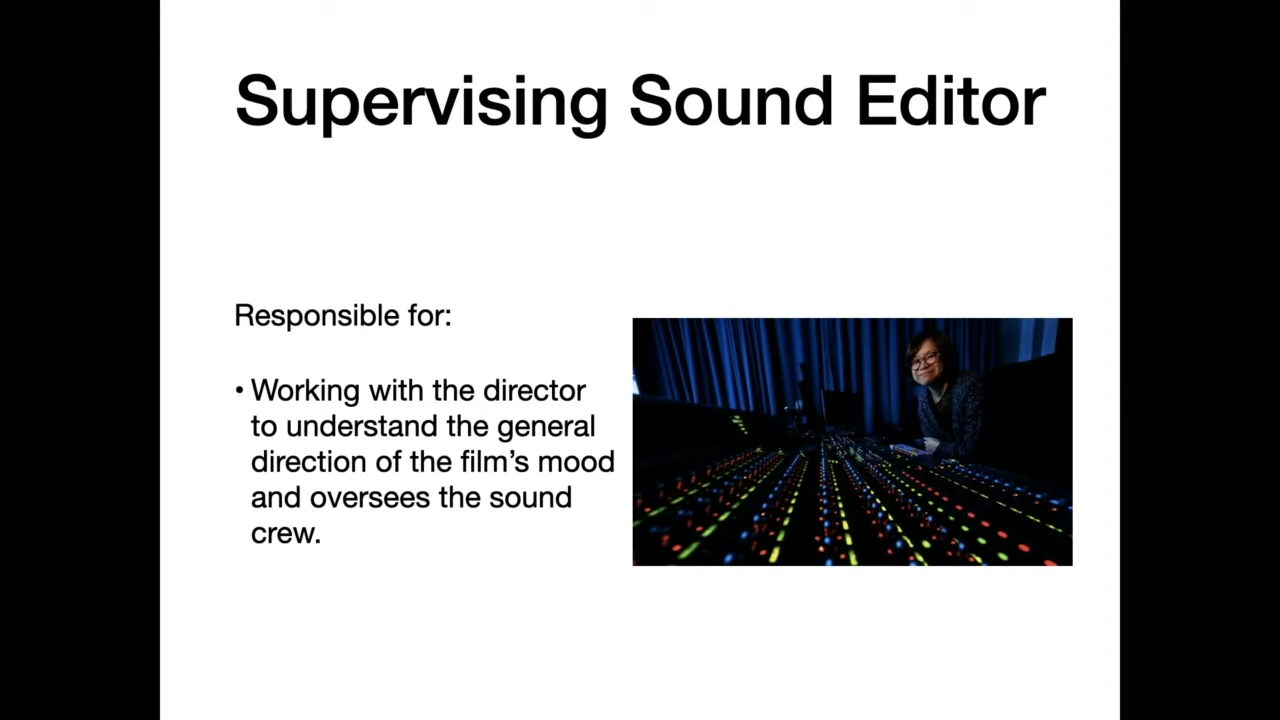 Supervising Sound Editor
Responsible for:
• Working with the director
to understand the general
direction of the film’s mood
and oversees the sound
crew.